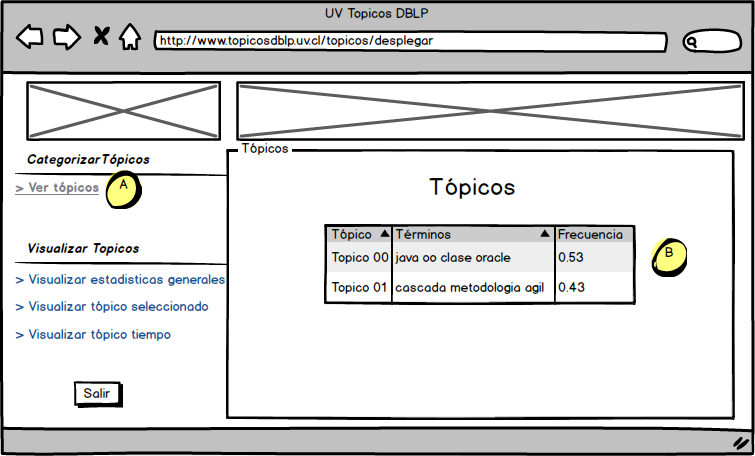 UV Topicos DBLP
http://www.topicosdblp.uv.cl/topicos/desplegar
CategorizarTópicos
> Ver tópicos
A
Visualizar Topicos
> Visualizar estadisticas generales
> Visualizar tópico seleccionado
> Visualizar tópico tiempo
Salir
Tópicos
Tópicos
Tópico Términos Frecuencia
Topico 00 java oo clase oracle 0.53
Topico 01 cascada metodologia agil 0.43
B